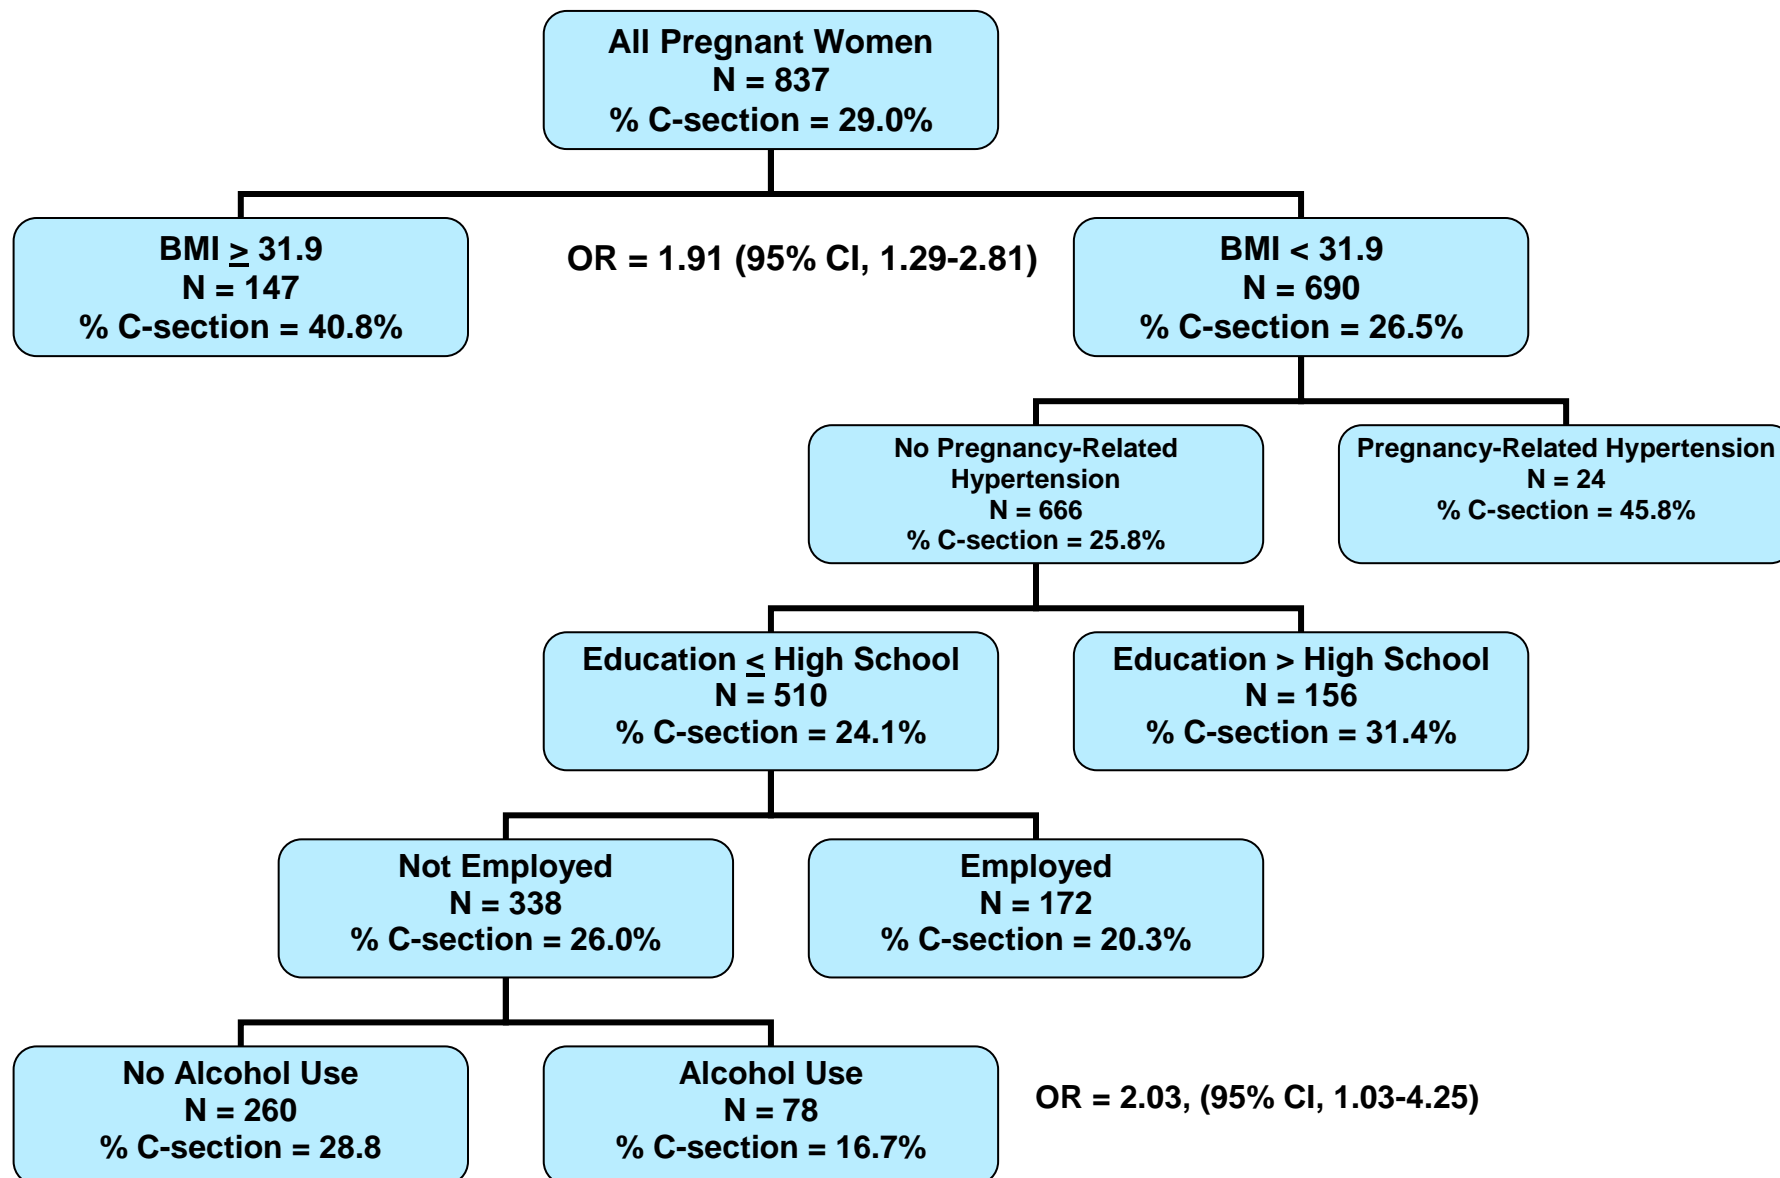 All Pregnant Women
N = 837
% C-section = 29.0%
BMI ≥ 31.9
N = 147
% C-section = 40.8%
OR = 1.91 (95% CI, 1.29-2.81)
BMI < 31.9
N = 690
% C-section = 26.5%
No Pregnancy-Related
Hypertension
N = 666
% C-section = 25.8%
Pregnancy-Related Hypertension
N = 24
% C-section = 45.8%
Education ≤ High School
N = 510
% C-section = 24.1%
Education > High School
N = 156
% C-section = 31.4%
Not Employed
N = 338
% C-section = 26.0%
Employed
N = 172
% C-section = 20.3%
No Alcohol Use
N = 260
% C-section = 28.8
Alcohol Use
N = 78
% C-section = 16.7%
OR = 2.03, (95% CI, 1.03-4.25)